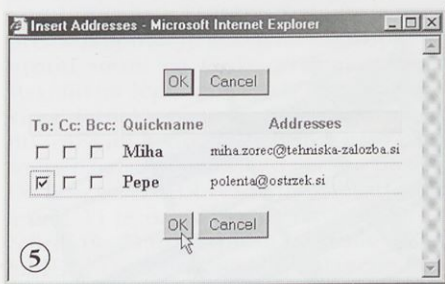 Insert Addresses - Microsoft Internet Explorer
OK Cancel
To: Cc: Bcc: Quickname Addresses
Miha miha.zorec@tehniska-zalozba.si
Pepe polenta@ostrzek.si
OK Cancel
5